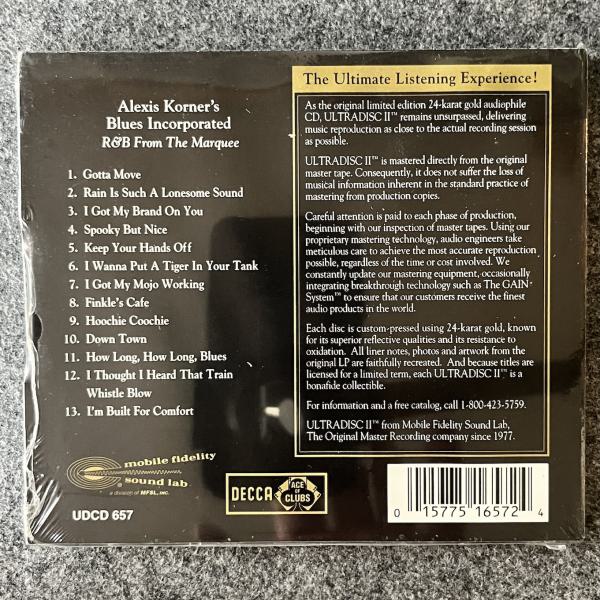 Alexis Korner's
Blues Incorporated
R&B From The Marquee
1. Gotta Move
2. Rain Is Such A Lonesome Sound
3. I Got My Brand On You
4. Spooky But Nice
5. Keep Your Hands Off
6. I Wanna Put A Tiger In Your Tank
7. I Got My Mojo Working
8. Finkle's Cafe
9. Hoochie Coochie
10. Down Town
11. How Long, How Long, Blues
12. I Thought I Heard That Train
Whistle Blow
13. I'm Built For Comfort
mobile fidelity
sound lab
a division of MFSL, INC.
UDCD 657
DECCA
ACE OF CLUBS
The Ultimate Listening Experience!
As the original limited edition 24-karat gold audiophile
CD, ULTRADISC II™ remains unsurpassed, delivering
music reproduction as close to the actual recording session
as possible.
ULTRADISC II™ is mastered directly from the original
master tape. Consequently, it does not suffer the loss of
musical information inherent in the standard practice of
mastering from production copies.
Careful attention is paid to each phase of production,
beginning with our inspection of master tapes. Using our
proprietary mastering technology, audio engineers take
meticulous care to achieve the most accurate reproduction
possible, regardless of the time or cost involved. We
constantly update our mastering equipment, occasionally
integrating breakthrough technology such as The GAIN
System™ to ensure that our customers receive the finest
audio products in the world.
Each disc is custom-pressed using 24-karat gold, known
for its superior reflective qualities and its resistance to
oxidation. All liner notes, photos and artwork from the
original LP are faithfully recreated. And because titles are
licensed for a limited term, each ULTRADISC II™ is a
bonafide collectible.
For information and a free catalog, call 1-800-423-5759.
ULTRADISC II™ from Mobile Fidelity Sound Lab,
The Original Master Recording company since 1977.
0 15775 16572 4